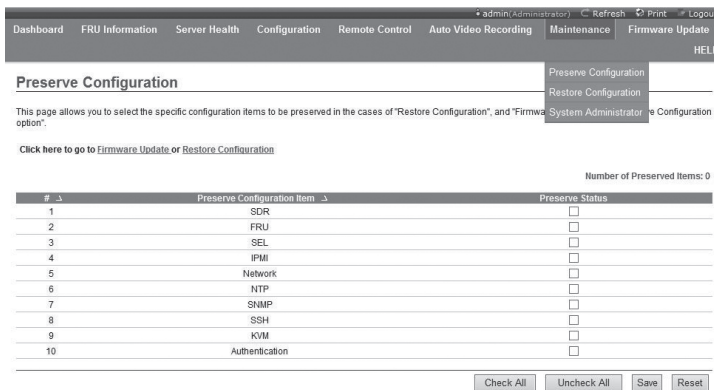 admin(Administrator) Refresh Print Logou
Dashboard FRU Information Server Health Configuration Remote Control Auto Video Recording Maintenance Firmware Update
HEL
Preserve Configuration
Restore Configuration
System Administrator
Preserve Configuration
This page allows you to select the specific configuration items to be preserved in the cases of "Restore Configuration", and "Firmwa ve Configuration
option".
Click here to go to Firmware Update or Restore Configuration
Number of Preserved Items: 0
# Preserve Configuration Item Preserve Status
1 SDR
2 FRU
3 SEL
4 IPMI
5 Network
6 NTP
7 SNMP
8 SSH
9 KVM
10 Authentication
Check All Uncheck All Save Reset